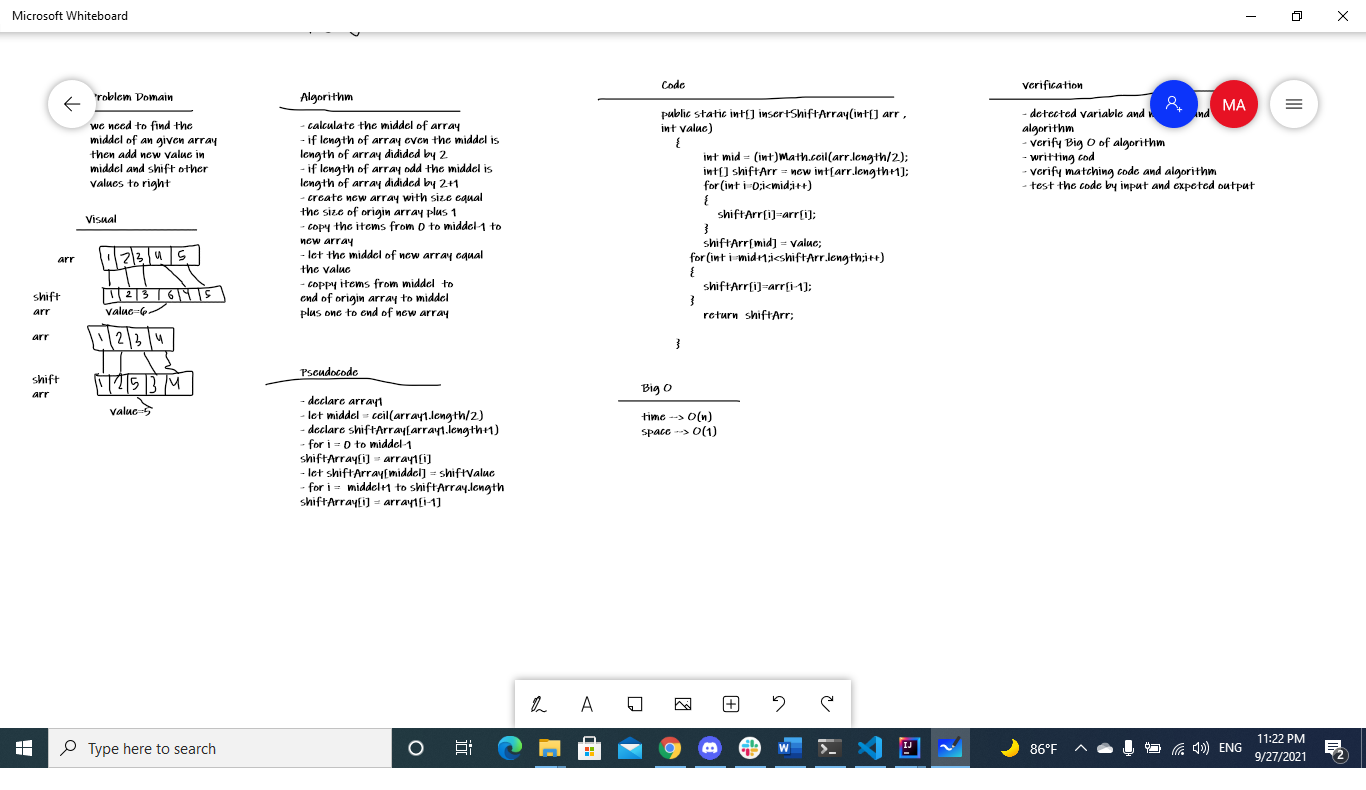 Microsoft Whiteboard
Problem Domain
we need to find the
middel of an given array
then add new value in
middel and shift other
values to right
Visual
arr
1 2 3 4 5
shift
arr
1 2 3 6 4 5
value=6
arr
1 2 3 4
shift
arr
1 2 5 3 4
value=5
Algorithm
- calculate the middel of array
- if length of array even the middel is
length of array didided by 2
- if length of array odd the middel is
length of array didided by 2+1
- create new array with size equal
the size of origin array plus 1
- copy the items from 0 to middel-1 to
new array
- let the middel of new array equal
the value
- coppy items from middel to
end of origin array to middel
plus one to end of new array
Pseudocode
- declare array1
- let middel = ceil(array1.length/2)
- declare shiftArray[array1.length+1)
- for i = 0 to middel-1
shiftArray[i] = array1[i]
- let shiftArray[middel] = shiftValue
- for i = middel+1 to shiftArray.length
shiftArray[i] = array1[i-1]
Code
public static int[] insertShiftArray(int[] arr ,
int value)
{
int mid = (int)Math.ceil(arr.length/2);
int[] shiftArr = new int[arr.length+1];
for(int i=0;i<mid;i++)
{
shiftArr[i]=arr[i];
}
shiftArr[mid] = value;
for(int i=mid+1;i<shiftArr.length;i++)
{
shiftArr[i]=arr[i-1];
}
return shiftArr;
}
Big O
time --> O(n)
space --> O(1)
verification
- detected variable and and
algorithm
- verify Big O of algorithm
- writting cod
- verify matching code and algorithm
- test the code by input and expeted output
MA
Type here to search
86°F
ENG
11:22 PM
9/27/2021
2